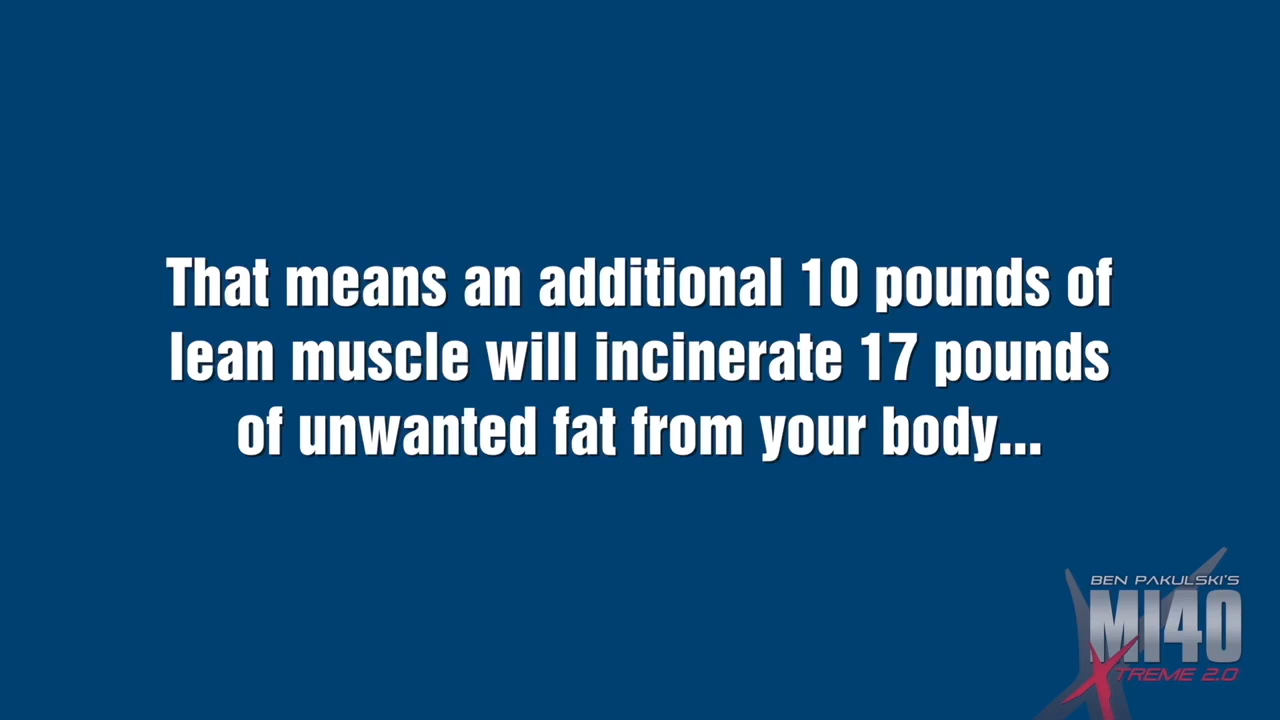 That means an additional 10 pounds of
lean muscle will incinerate 17 pounds
of unwanted fat from your body...
BEN PAKULSKI'S
MI40
XTREME 2.0